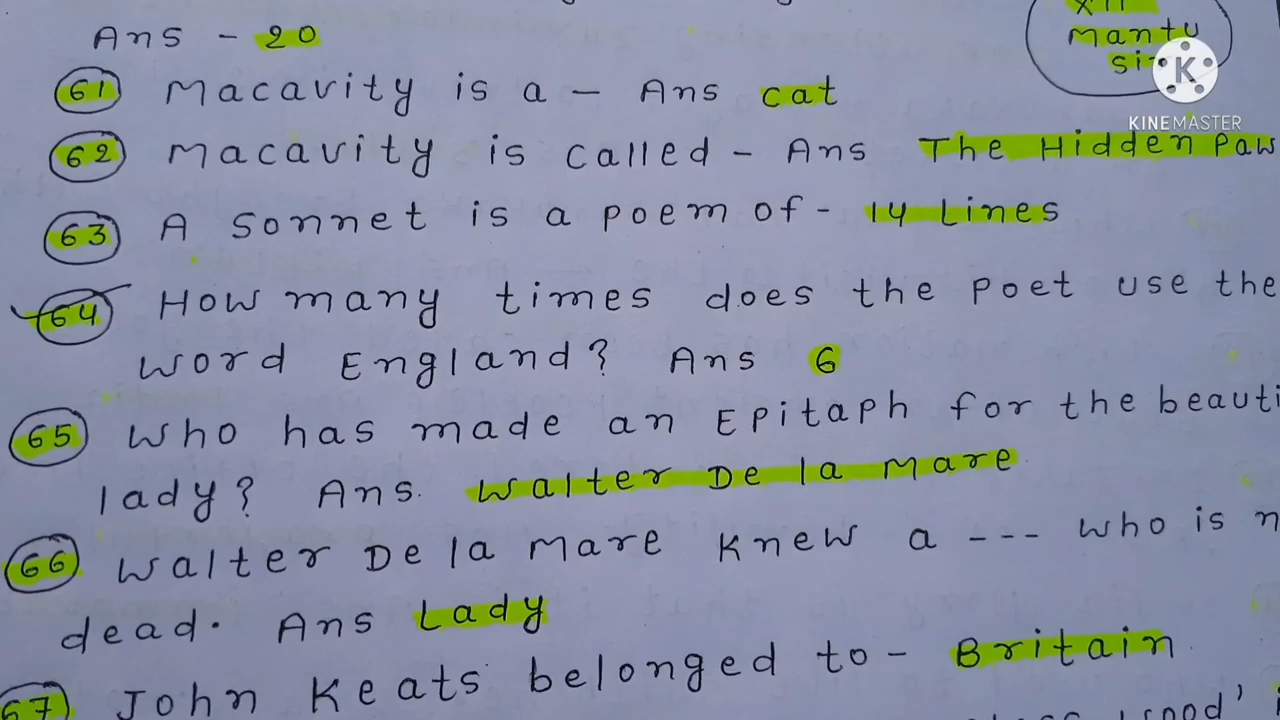 Ans - 20
XII
Mantu
sir
KINEMASTER
61 Macavity is a - Ans cat
62 Macavity is called - Ans The Hidden Paw
63 A sonnet is a poem of - 14 Lines
64 How many times does the poet use the
word England? Ans 6
65 Who has made an Epitaph for the beauti
lady? Ans. Walter De la Mare
66 Walter De la Mare knew a --- who is n
dead. Ans Lady
67 John Keats belonged to - Britain